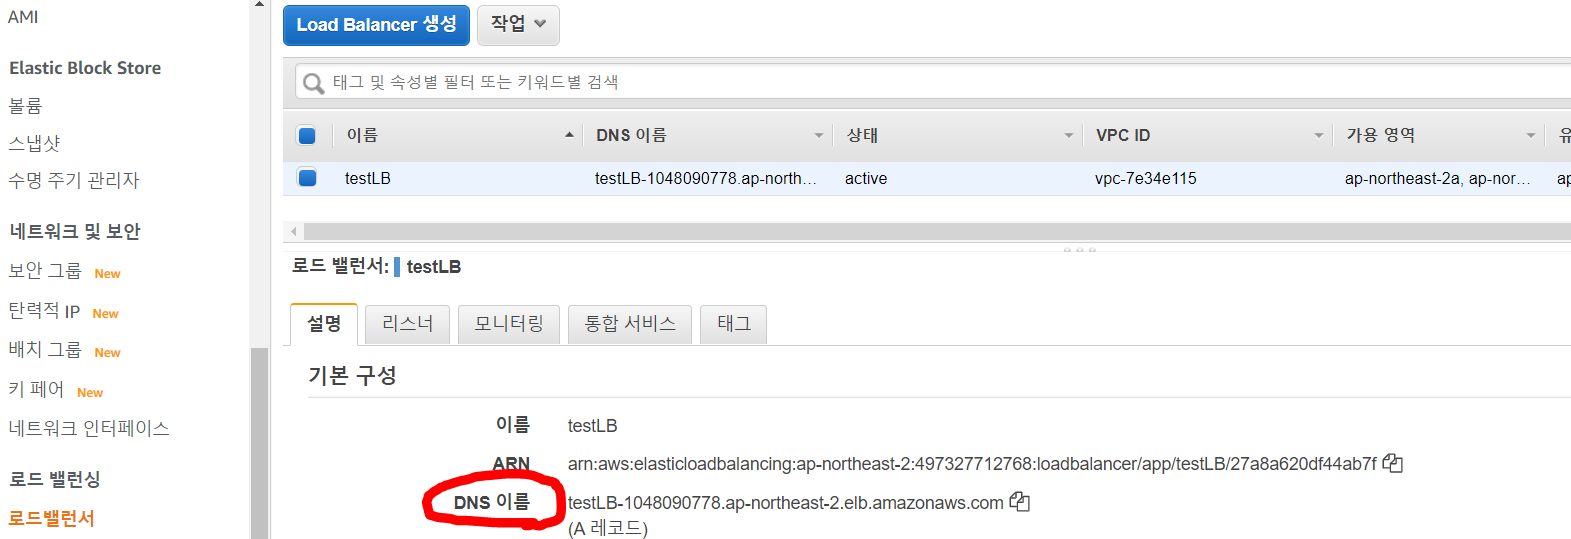 AMI
Elastic Block Store
볼륨
스냅샷
수명 주기 관리자
네트워크 및 보안
보안 그룹 New
탄력적 IP New
배치 그룹 New
키 페어 New
네트워크 인터페이스
로드 밸런싱
로드밸런서
Load Balancer 생성 작업
태그 및 속성별 필터 또는 키워드별 검색
이름 DNS 이름 상태 VPC ID 가용 영역
testLB testLB-1048090778.ap-north... active vpc-7e34e115 ap-northeast-2a, ap-nor... ap
로드 밸런서: testLB
설명 리스너 모니터링 통합 서비스 태그
기본 구성
이름 testLB
ARN arn:aws:elasticloadbalancing:ap-northeast-2:497327712768:loadbalancer/app/testLB/27a8a620df44ab7f
DNS 이름 testLB-1048090778.ap-northeast-2.elb.amazonaws.com
(A 레코드)